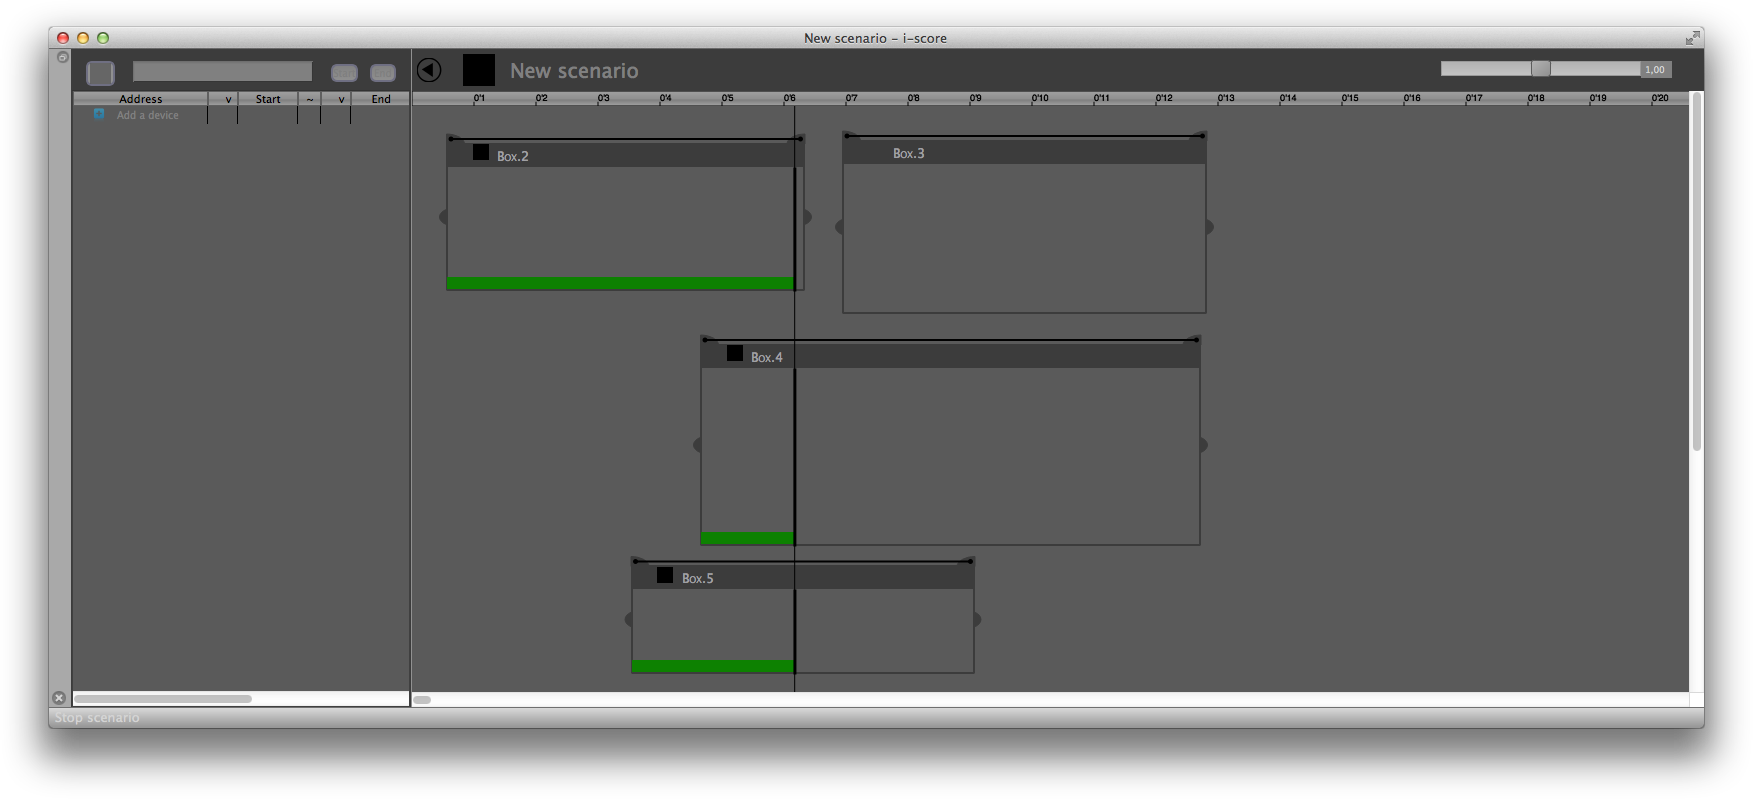 New scenario – i-score
Start End
New scenario
1,00
Address v Start ~ v End
0'1 0'2 0'3 0'4 0'5 0'6 0'7 0'8 0'9 0'10 0'11 0'12 0'13 0'14 0'15 0'16 0'17 0'18 0'19 0'20
Add a device
Box.2
Box.3
Box.4
Box.5
Stop scenario